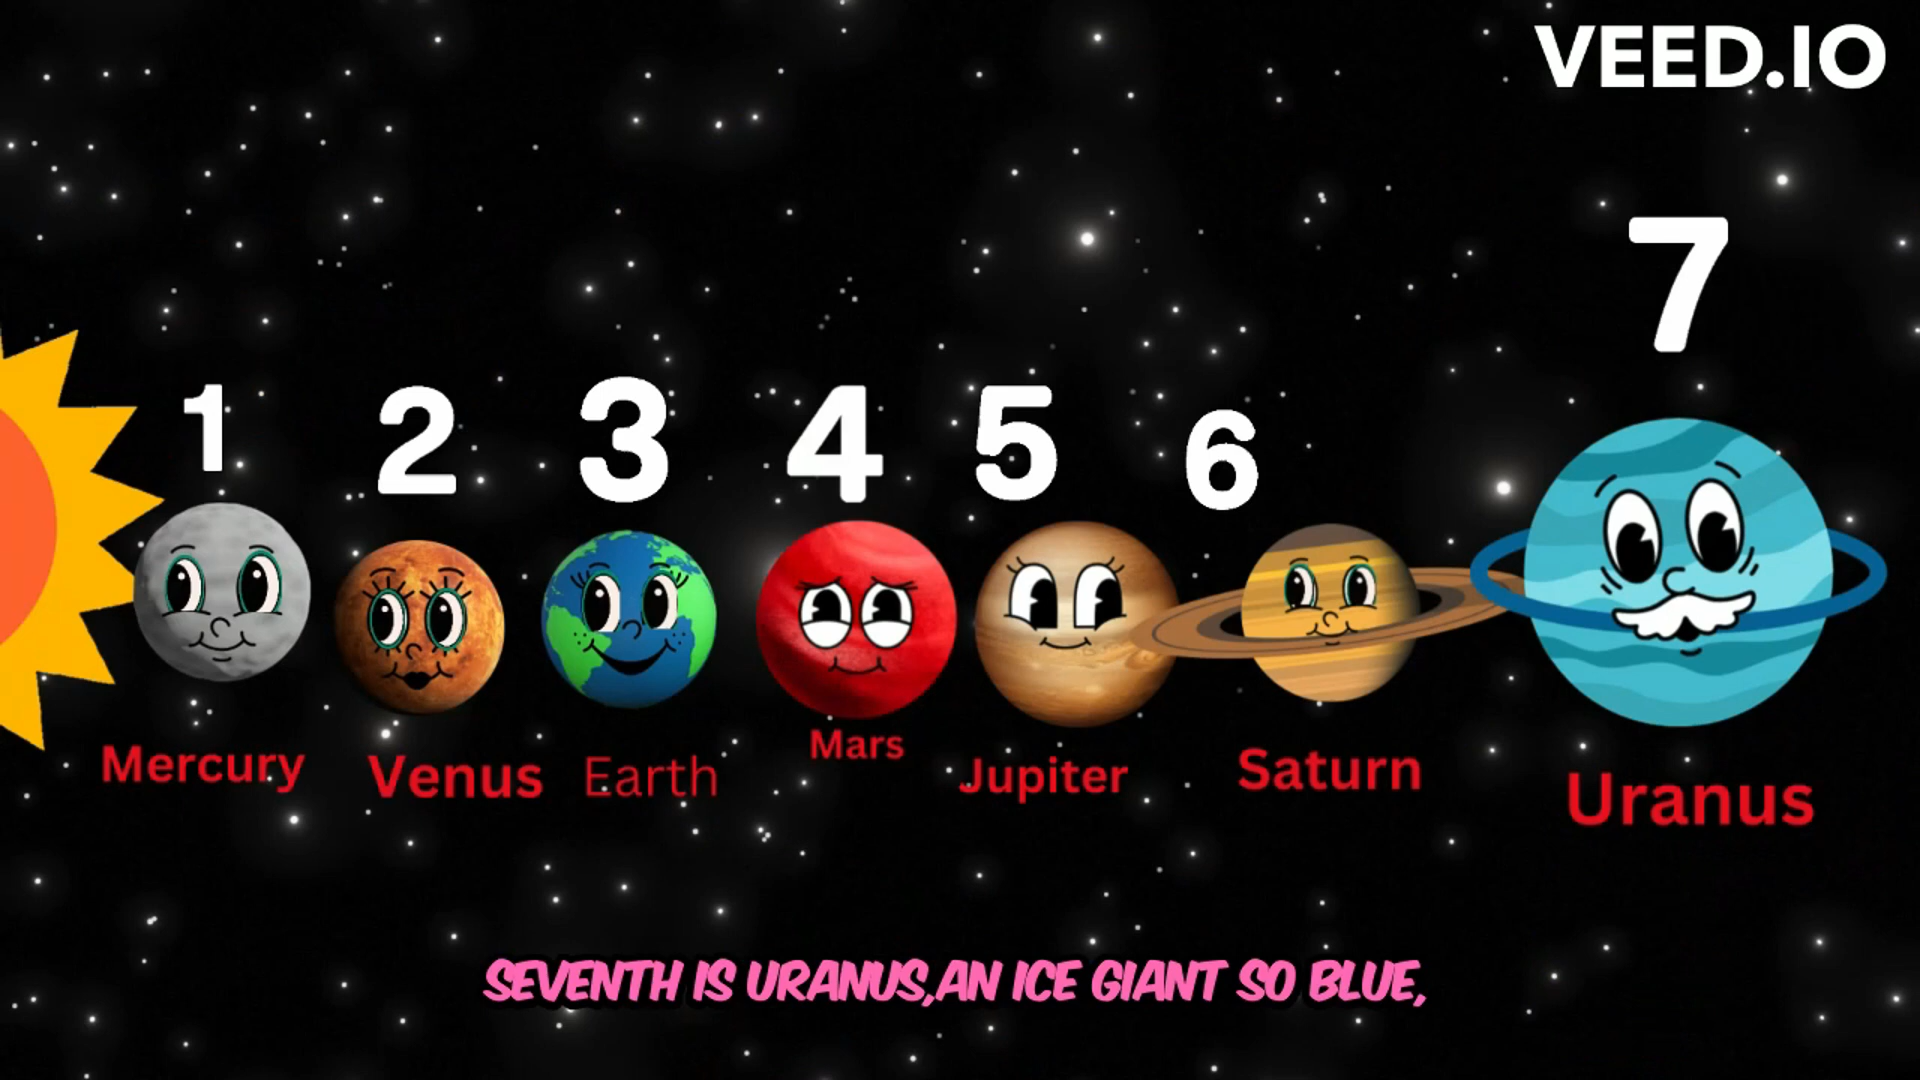 VEED.IO
1 2 3 4 5 6 7
Mercury Venus Earth Mars Jupiter Saturn Uranus
SEVENTH IS URANUS,AN ICE GIANT SO BLUE,